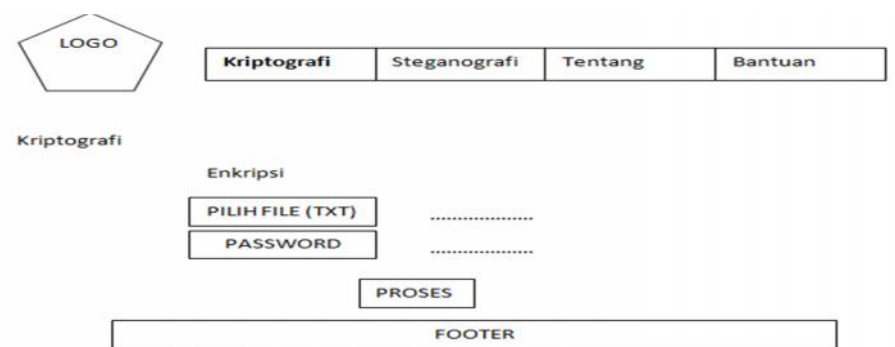 LOGO
Kriptografi Steganografi Tentang Bantuan
Kriptografi
Enkripsi
PILIH FILE (TXT) ..................
PASSWORD ..................
PROSES
FOOTER